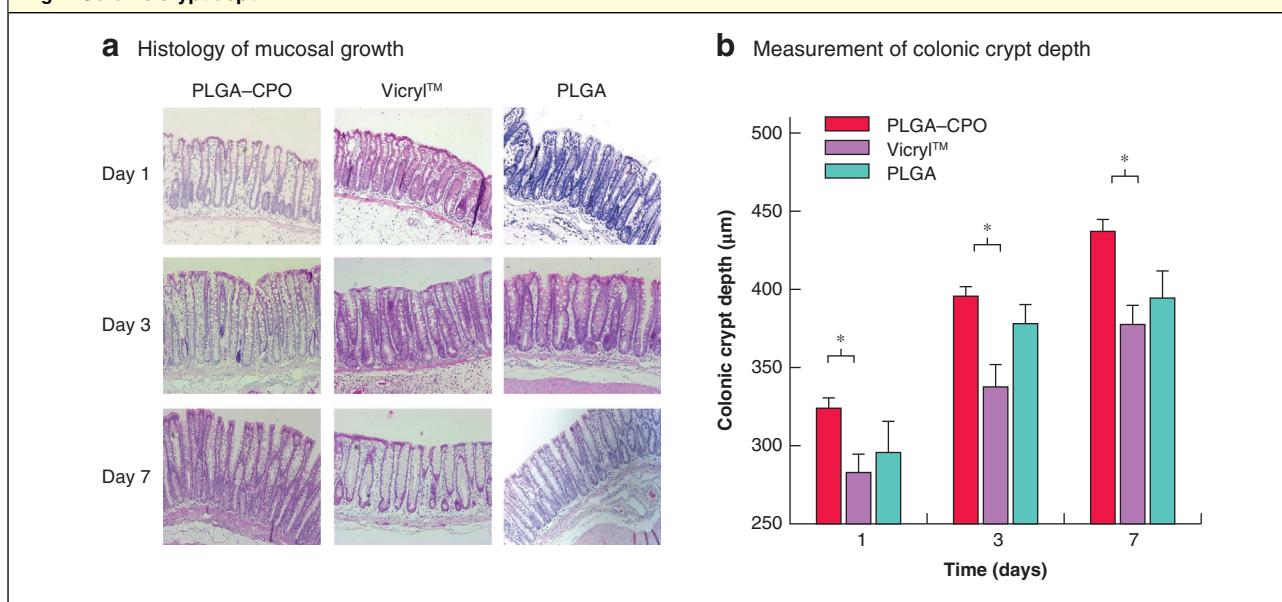 a Histology of mucosal growth
PLGA–CPO Vicryl™ PLGA
Day 1
Day 3
Day 7
b Measurement of colonic crypt depth
PLGA–CPO
Vicryl™
PLGA
500
450
400
350
300
250
Colonic crypt depth (µm)
*
*
*
1 3 7
Time (days)